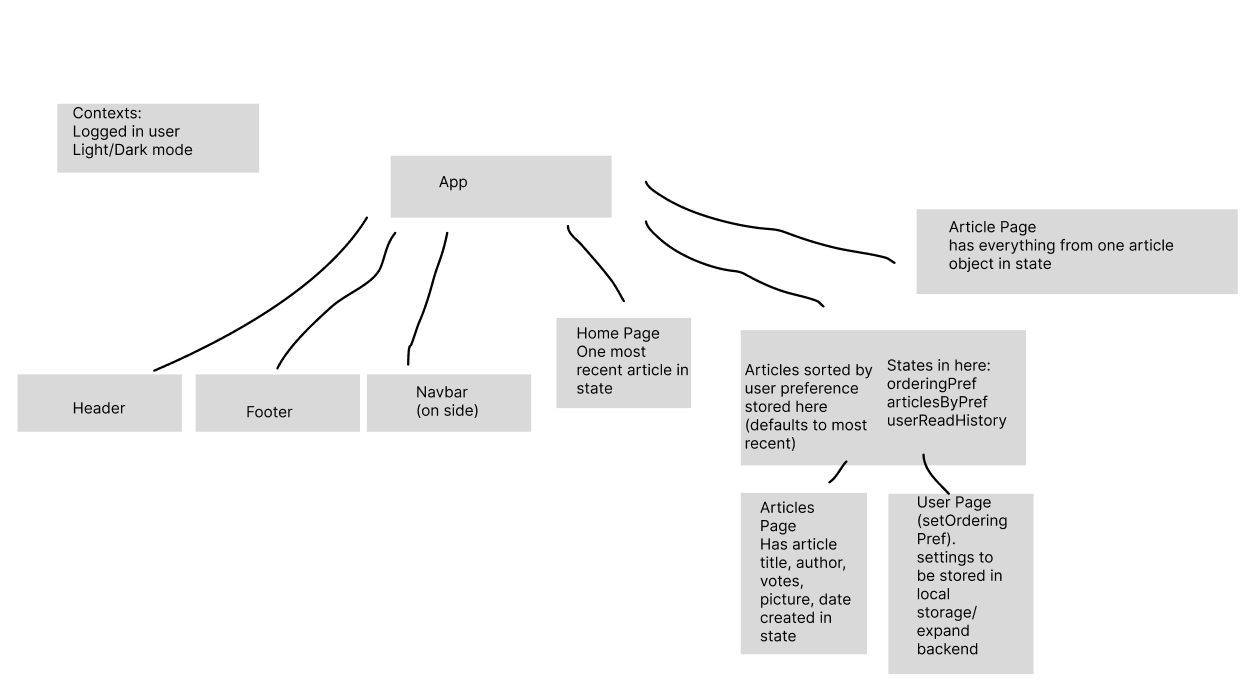 Contexts:
Logged in user
Light/Dark mode
App
Article Page
has everything from one article
object in state
Header
Footer
Navbar
(on side)
Home Page
One most
recent article in
state
Articles sorted by
user preference
stored here
(defaults to most
recent)
States in here:
orderingPref
articlesByPref
userReadHistory
Articles
Page
Has article
title, author,
votes,
picture, date
created in
state
User Page
(setOrdering
Pref).
settings to
be stored in
local
storage/
expand
backend